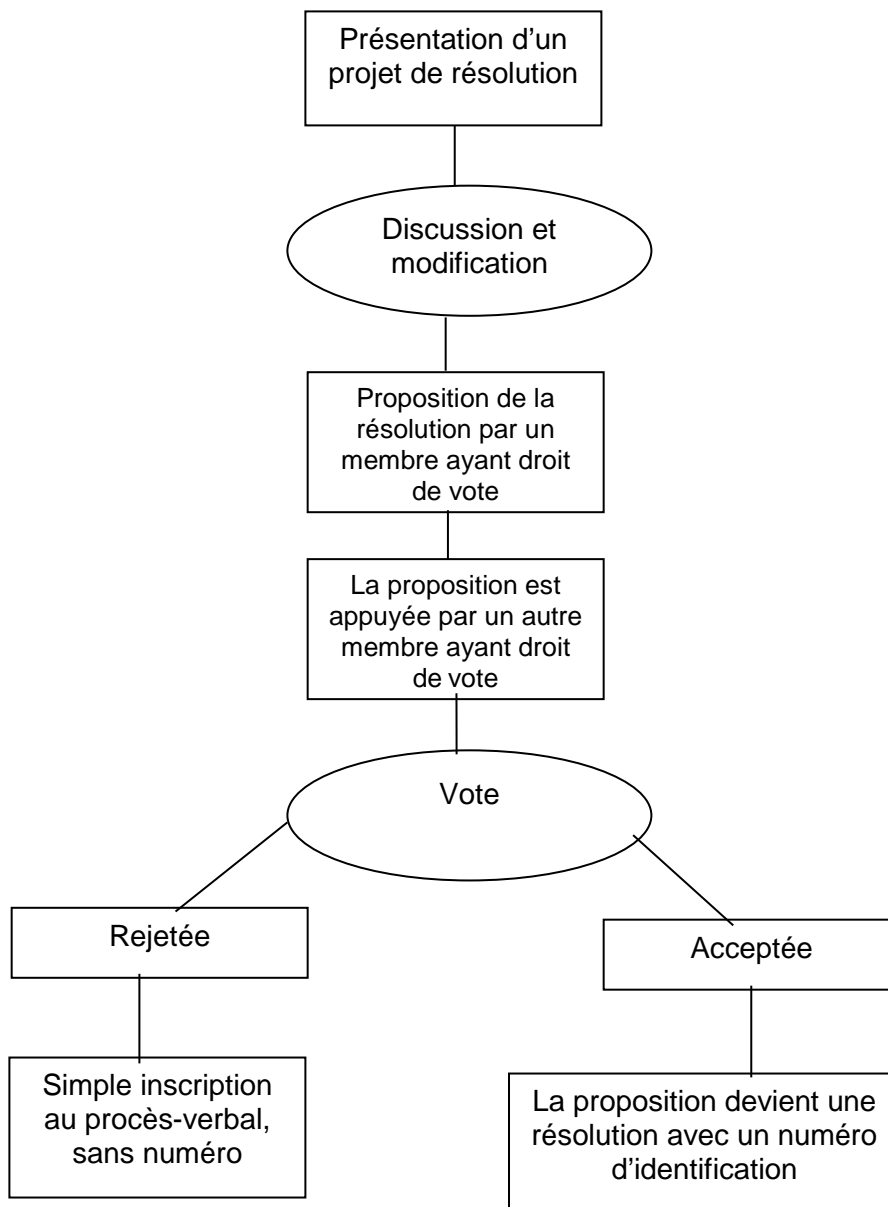 Présentation d’un
projet de résolution
Discussion et
modification
Proposition de la
résolution par un
membre ayant droit
de vote
La proposition est
appuyée par un autre
membre ayant droit
de vote
Vote
Rejetée
Acceptée
Simple inscription
au procès-verbal,
sans numéro
La proposition devient une
résolution avec un numéro
d’identification